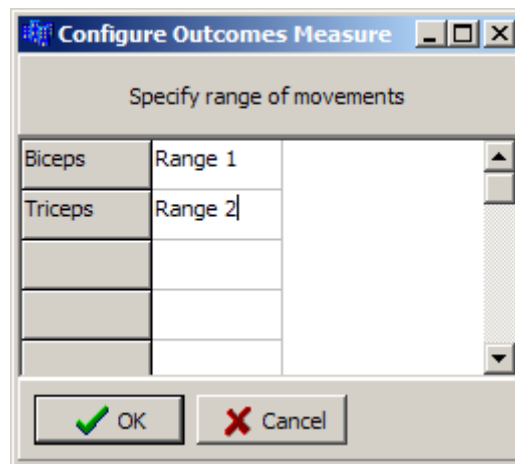 Configure Outcomes Measure
Specify range of movements
Biceps Range 1
Triceps Range 2
OK Cancel